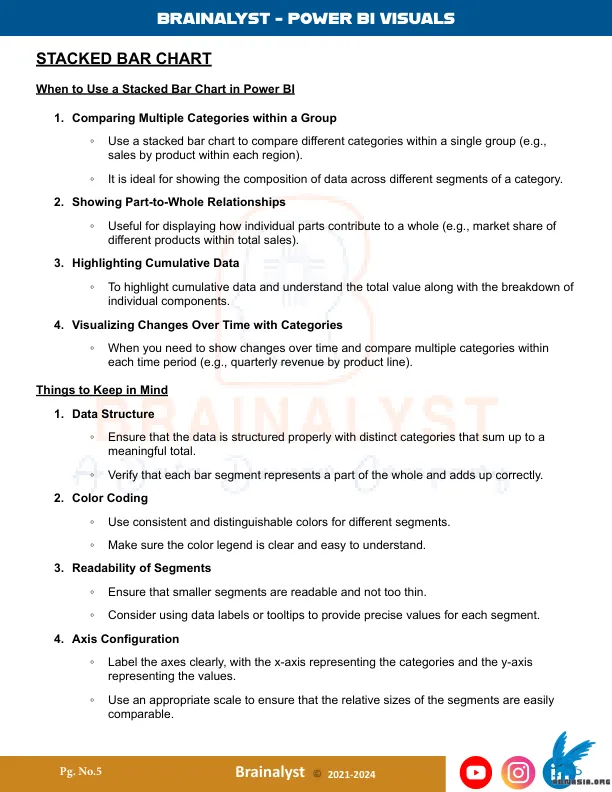 BRAINALYST - POWER BI VISUALS
STACKED BAR CHART
When to Use a Stacked Bar Chart in Power BI
1. Comparing Multiple Categories within a Group
◦ Use a stacked bar chart to compare different categories within a single group (e.g.,
sales by product within each region).
◦ It is ideal for showing the composition of data across different segments of a category.
2. Showing Part-to-Whole Relationships
◦ Useful for displaying how individual parts contribute to a whole (e.g., market share of
different products within total sales).
3. Highlighting Cumulative Data
◦ To highlight cumulative data and understand the total value along with the breakdown of
individual components.
4. Visualizing Changes Over Time with Categories
◦ When you need to show changes over time and compare multiple categories within
each time period (e.g., quarterly revenue by product line).
Things to Keep in Mind
1. Data Structure
BRAINALYST
◦ Ensure that the data is structured properly with distinct categories that sum up to a
meaningful total.
A Data Driven Company
◦ Verify that each bar segment represents a part of the whole and adds up correctly.
2. Color Coding
◦ Use consistent and distinguishable colors for different segments.
◦ Make sure the color legend is clear and easy to understand.
3. Readability of Segments
◦ Ensure that smaller segments are readable and not too thin.
◦ Consider using data labels or tooltips to provide precise values for each segment.
4. Axis Configuration
◦ Label the axes clearly, with the x-axis representing the categories and the y-axis
representing the values.
◦ Use an appropriate scale to ensure that the relative sizes of the segments are easily
comparable.
Pg. No.5
Brainalyst © 2021-2024
in